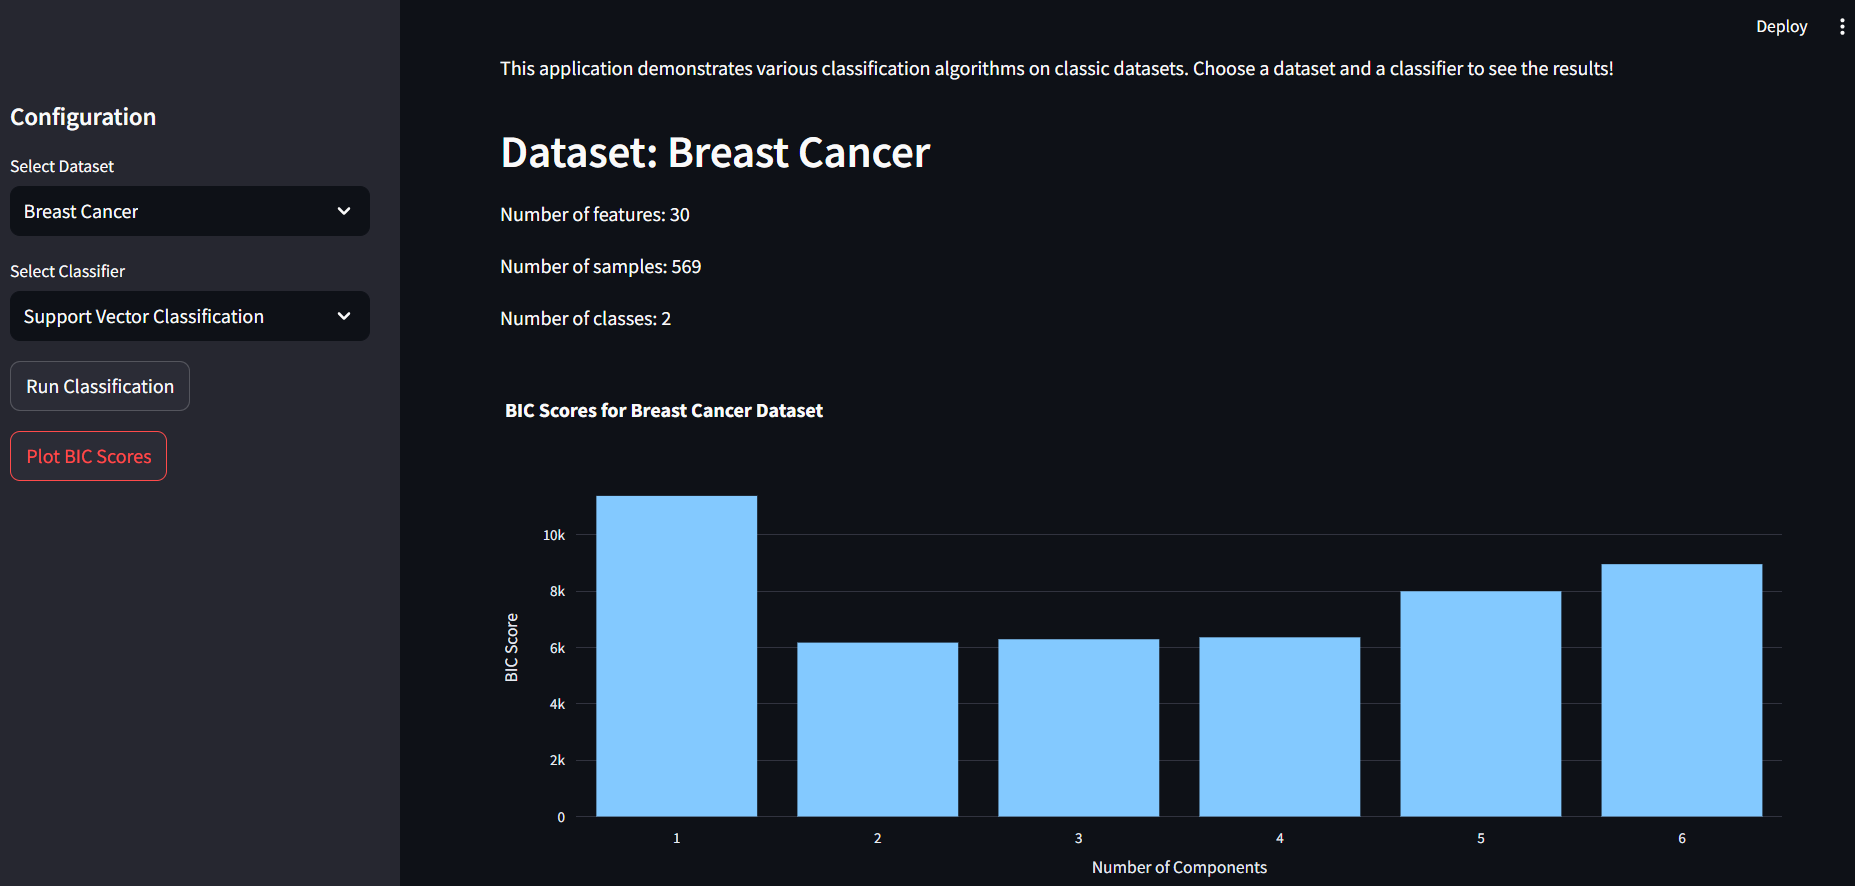 Deploy
Configuration
Select Dataset
Breast Cancer
Select Classifier
Support Vector Classification
Run Classification
Plot BIC Scores
This application demonstrates various classification algorithms on classic datasets. Choose a dataset and a classifier to see the results!
Dataset: Breast Cancer
Number of features: 30
Number of samples: 569
Number of classes: 2
BIC Scores for Breast Cancer Dataset
BIC Score
10k
8k
6k
4k
2k
0
1 2 3 4 5 6
Number of Components